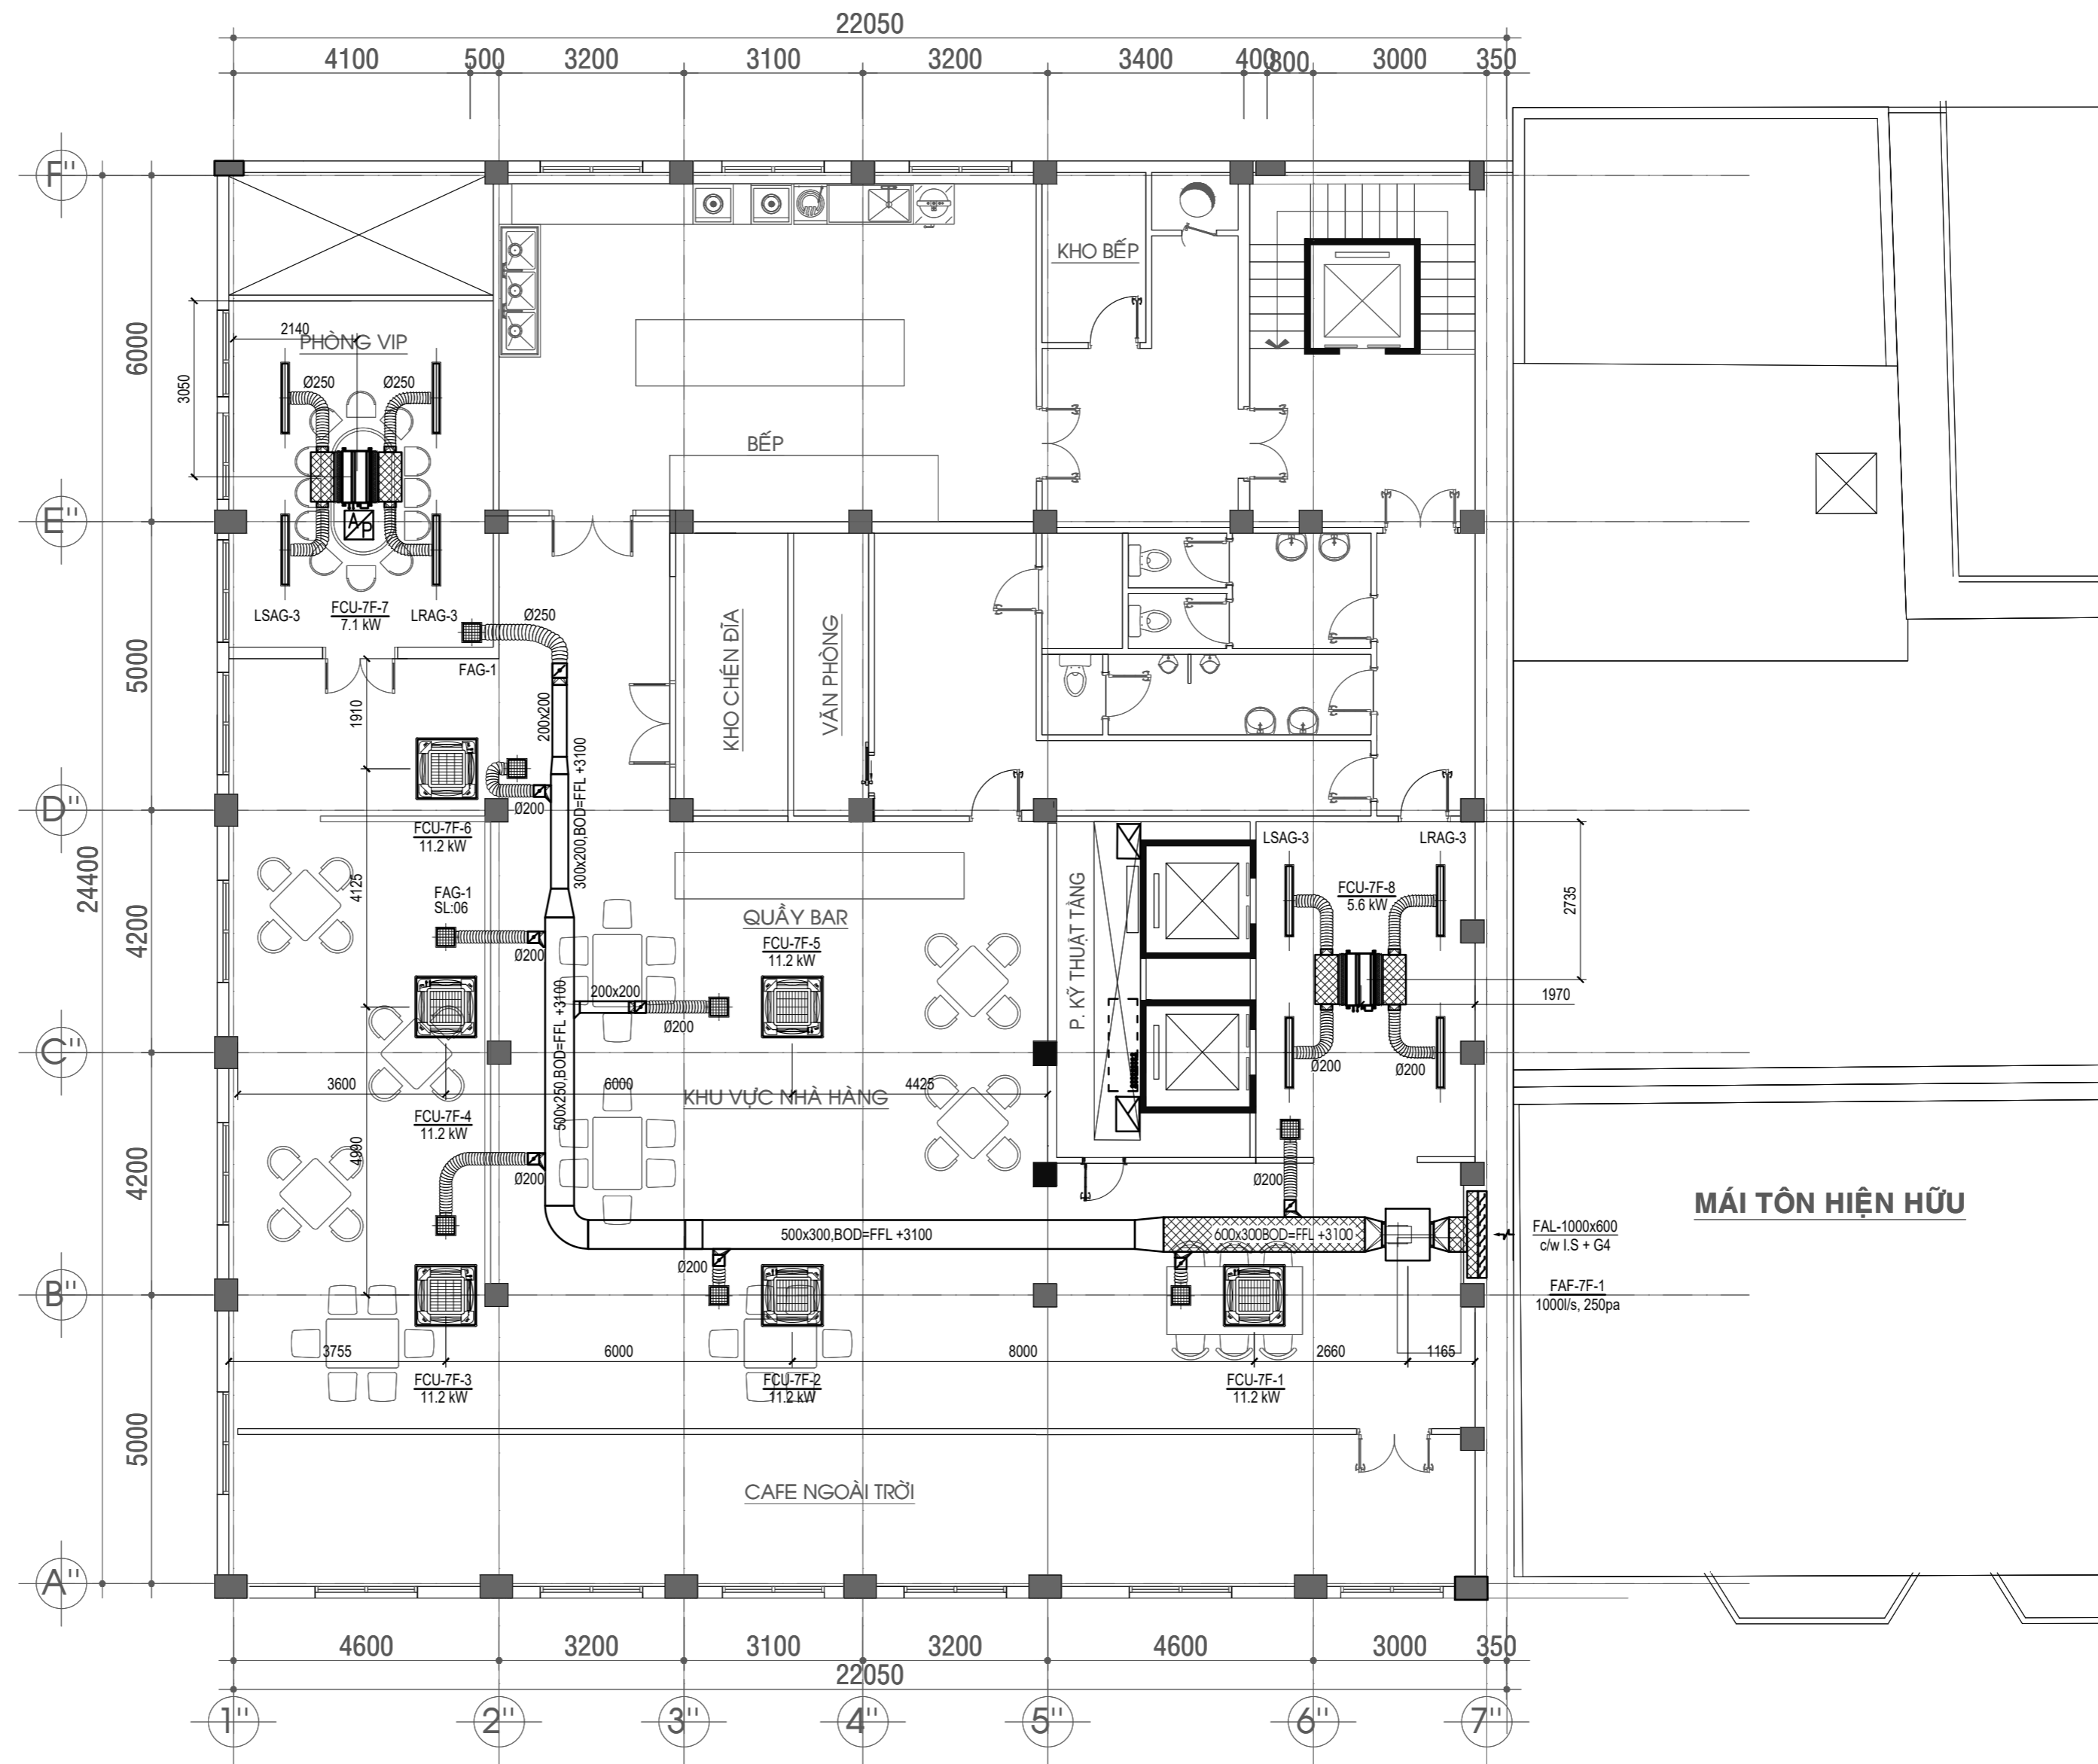 22050
4100
500
3200
3100
3200
3400
400
800
3000
350
F"
E"
D"
C"
B"
A"
6000
5000
4200
4200
5000
24400
KHO BẾP
2140
PHÒNG VIP
3050
Ø250
Ø250
BẾP
A/P
LSAG-3
FCU-7F-7
7.1 kW
LRAG-3
Ø250
FAG-1
KHO CHÉN ĐĨA
VĂN PHÒNG
200x200
1910
300x200,BOD=FFL +3100
Ø200
FCU-7F-6
11.2 kW
4125
FAG-1
SL:06
Ø200
QUẦY BAR
FCU-7F-5
11.2 kW
P. KỸ THUẬT TẦNG
LSAG-3
LRAG-3
FCU-7F-8
5.6 kW
2735
1970
200x200
Ø200
500x250,BOD=FFL +3100
Ø200
Ø200
3600
6000
4425
KHU VỰC NHÀ HÀNG
FCU-7F-4
11.2 kW
4990
Ø200
Ø200
500x300,BOD=FFL +3100
600x300BOD=FFL +3100
Ø200
MÁI TÔN HIỆN HỮU
FAL-1000x600
c/w I.S + G4
FAF-7F-1
1000l/s, 250pa
3755
6000
8000
2660
1165
FCU-7F-3
11.2 kW
FCU-7F-2
11.2 kW
FCU-7F-1
11.2 kW
CAFE NGOÀI TRỜI
4600
3200
3100
3200
4600
3000
350
22050
1"
2"
3"
4"
5"
6"
7"